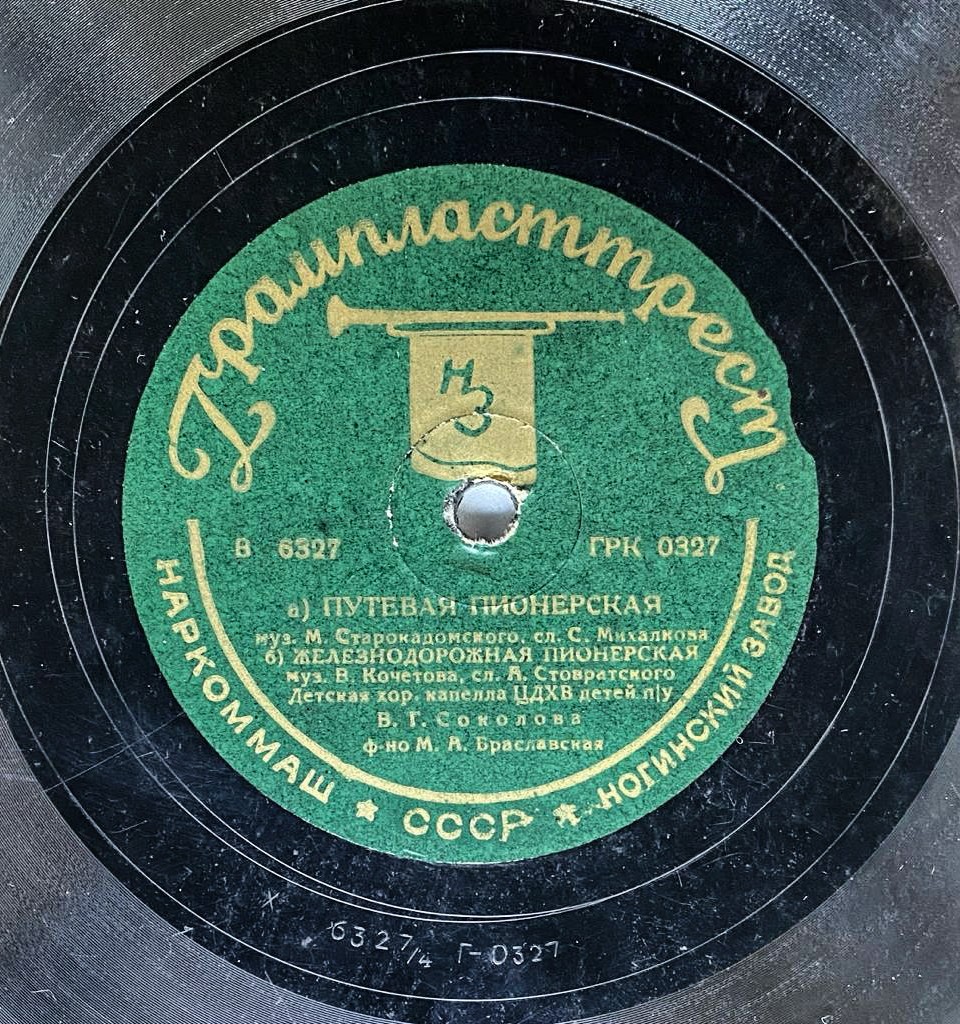 Грампласттрест
НЗ
В 6327
ГРК 0327
а) ПУТЕВАЯ ПИОНЕРСКАЯ
муз. М. Старокадомского, сл. С. Михалкова
б) ЖЕЛЕЗНОДОРОЖНАЯ ПИОНЕРСКАЯ
муз. В. Кочетова, сл. А. Стовратского
Детская хор. капелла ЦДХВ детей п/у
В. Г. Соколова
ф-но М. А. Браславская
НАРКОММАШ ★ СССР ★ НОГИНСКИЙ ЗАВОД
6327/4 Г-0327